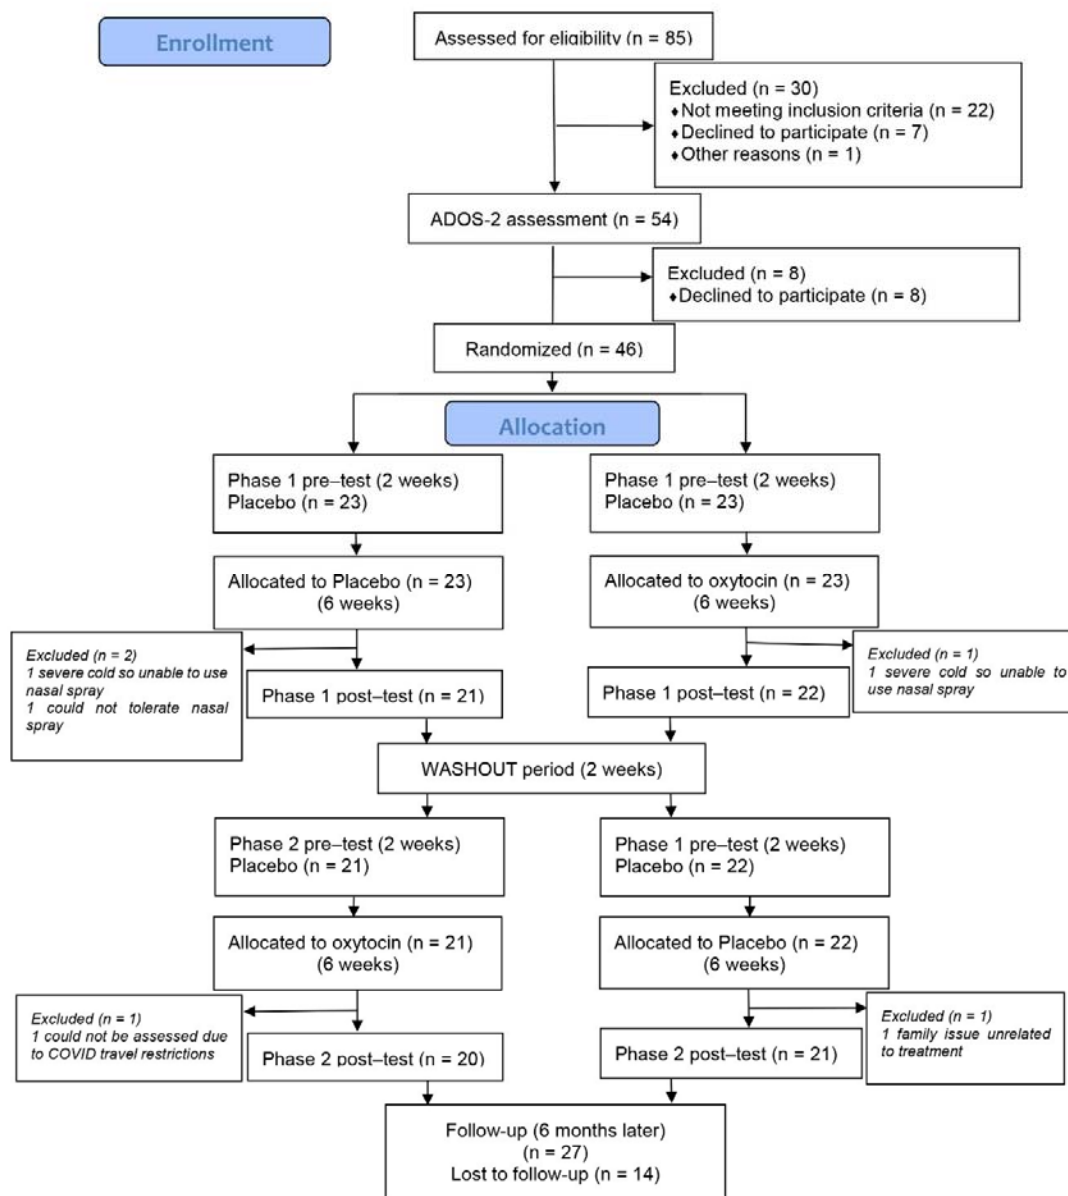 Enrollment
Assessed for eligibility (n = 85)
Excluded (n = 30)
♦Not meeting inclusion criteria (n = 22)
♦Declined to participate (n = 7)
♦Other reasons (n = 1)
ADOS-2 assessment (n = 54)
Excluded (n = 8)
♦Declined to participate (n = 8)
Randomized (n = 46)
Allocation
Phase 1 pre–test (2 weeks)
Placebo (n = 23)
Phase 1 pre–test (2 weeks)
Placebo (n = 23)
Allocated to Placebo (n = 23)
(6 weeks)
Allocated to oxytocin (n = 23)
(6 weeks)
Excluded (n = 2)
1 severe cold so unable to use
nasal spray
1 could not tolerate nasal
spray
Phase 1 post–test (n = 21)
Phase 1 post–test (n = 22)
Excluded (n = 1)
1 severe cold so unable to
use nasal spray
WASHOUT period (2 weeks)
Phase 2 pre–test (2 weeks)
Placebo (n = 21)
Phase 1 pre–test (2 weeks)
Placebo (n = 22)
Allocated to oxytocin (n = 21)
(6 weeks)
Allocated to Placebo (n = 22)
(6 weeks)
Excluded (n = 1)
1 could not be assessed due
to COVID travel restrictions
Phase 2 post–test (n = 20)
Phase 2 post–test (n = 21)
Excluded (n = 1)
1 family issue unrelated
to treatment
Follow-up (6 months later)
(n = 27)
Lost to follow-up (n = 14)